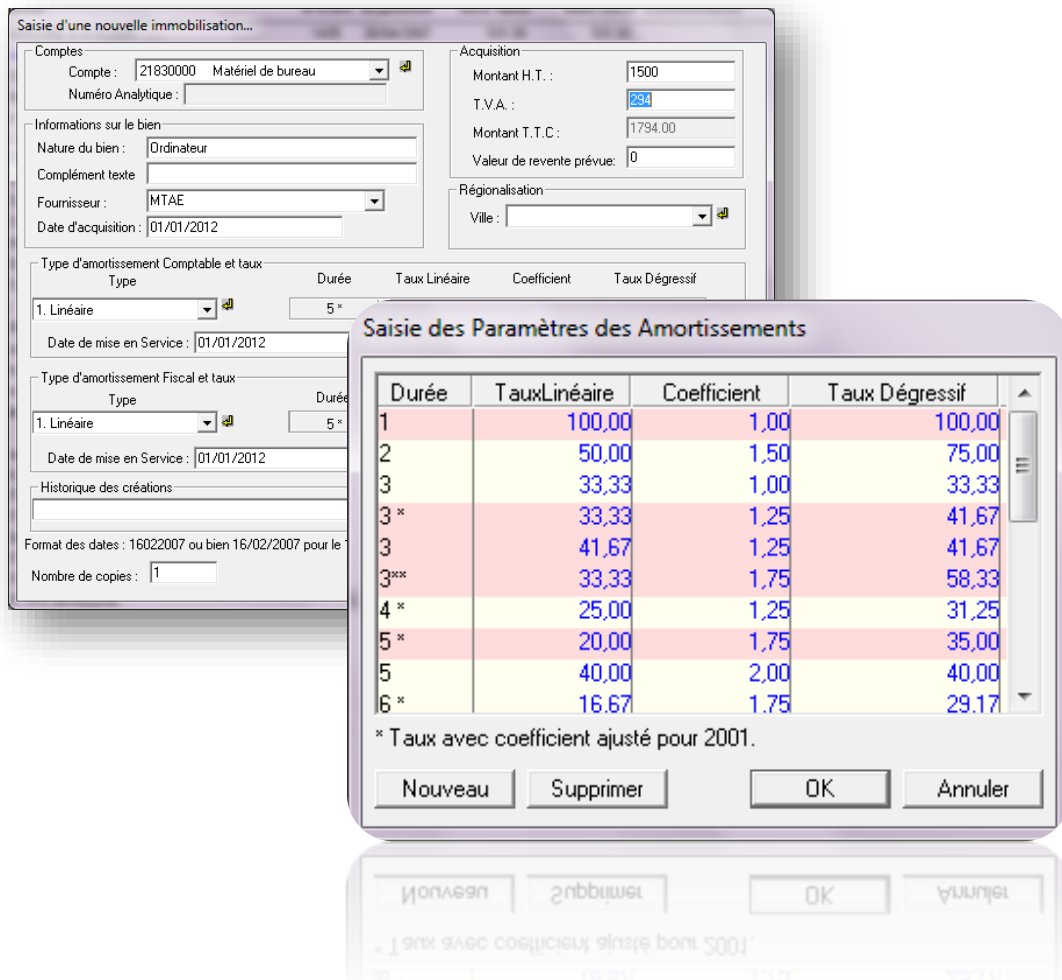 Saisie d'une nouvelle immobilisation...
Comptes
Compte : 21830000 Matériel de bureau
Numéro Analytique :
Informations sur le bien
Nature du bien : Ordinateur
Complément texte
Fournisseur : MTAE
Date d'acquisition : 01/01/2012
Acquisition
Montant H.T. : 1500
T.V.A. : 294
Montant T.T.C : 1794.00
Valeur de revente prévue: 0
Régionalisation
Ville :
Type d'amortissement Comptable et taux
Type Durée Taux Linéaire Coefficient Taux Dégressif
1. Linéaire 5 *
Date de mise en Service : 01/01/2012
Type d'amortissement Fiscal et taux
Type Durée
1. Linéaire 5 *
Date de mise en Service : 01/01/2012
Historique des créations
Format des dates : 16022007 ou bien 16/02/2007 pour le
Nombre de copies : 1
Saisie des Paramètres des Amortissements
Durée TauxLinéaire Coefficient Taux Dégressif
1 100,00 1,00 100,00
2 50,00 1,50 75,00
3 33,33 1,00 33,33
3 * 33,33 1,25 41,67
3 41,67 1,25 41,67
3** 33,33 1,75 58,33
4 * 25,00 1,25 31,25
5 * 20,00 1,75 35,00
5 40,00 2,00 40,00
6 * 16,67 1,75 29,17
* Taux avec coefficient ajusté pour 2001.
Nouveau Supprimer OK Annuler